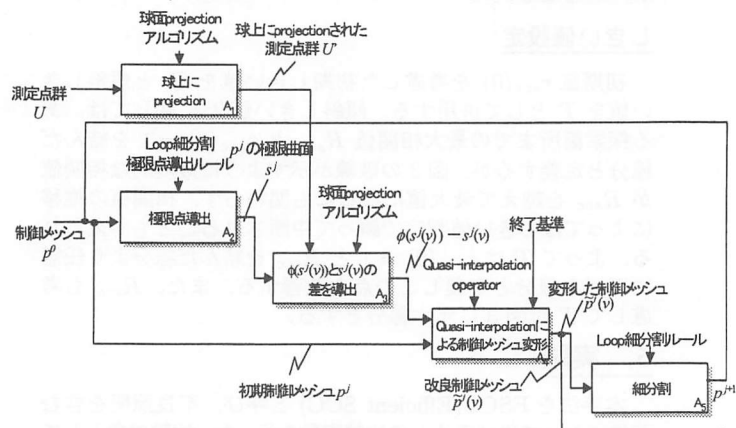 球面projection
アルゴリズム
球上にprojectionされた
測定点群 U'
測定点群
U
球上に
projection
A1
Loop細分割
極限点導出ルール
p^j の極限曲面
s^j
制御メッシュ
p^0
極限点導出
A2
球面projection
アルゴリズム
φ(s^j(v))とs^j(v)の
差を導出
A3
φ(s^j(v)) − s^j(v)
Quasi-interpolation
operator
終了基準
Quasi-interpolationに
よる制御メッシュ変形
A4
変形した制御メッシュ
p̃^j(v)
Loop細分割ルール
初期制御メッシュ p^j
改良制御メッシュ
p̃^j(v)
細分割
A5
p^{j+1}